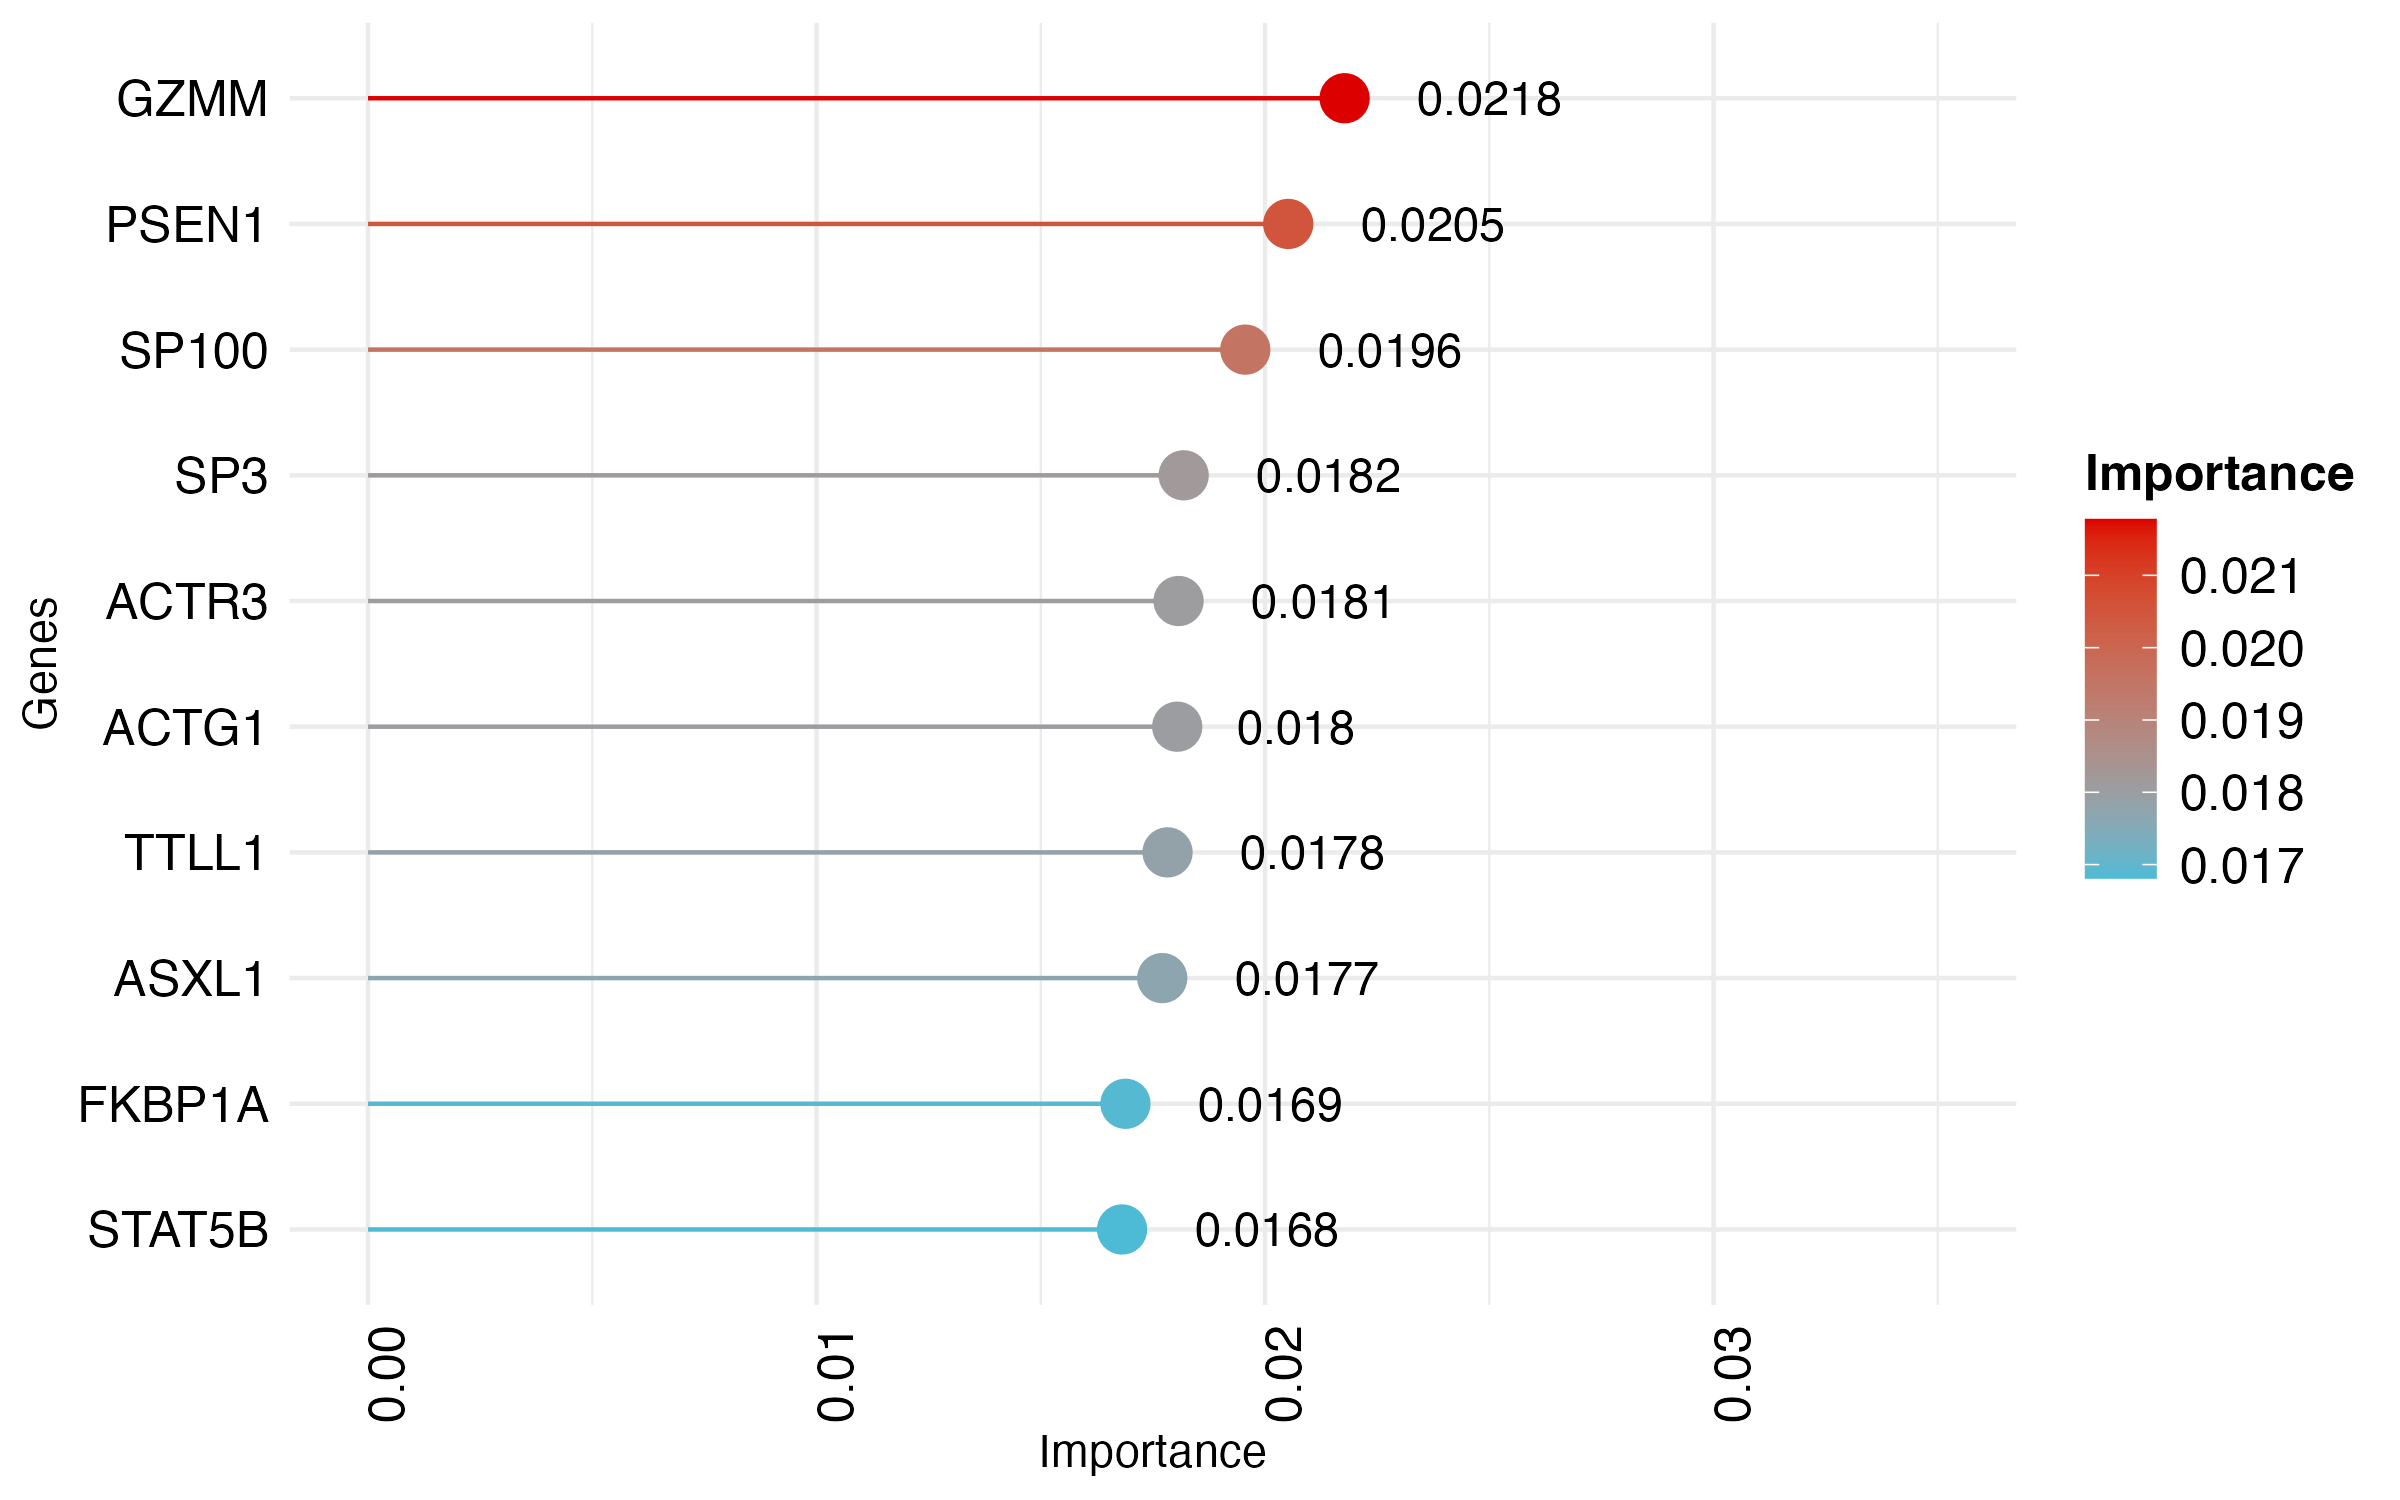 GZMM 0.0218
PSEN1 0.0205
SP100 0.0196
SP3 0.0182
ACTR3 0.0181
ACTG1 0.018
TTLL1 0.0178
ASXL1 0.0177
FKBP1A 0.0169
STAT5B 0.0168
Genes
0.00 0.01 0.02 0.03
Importance
Importance
0.021
0.020
0.019
0.018
0.017